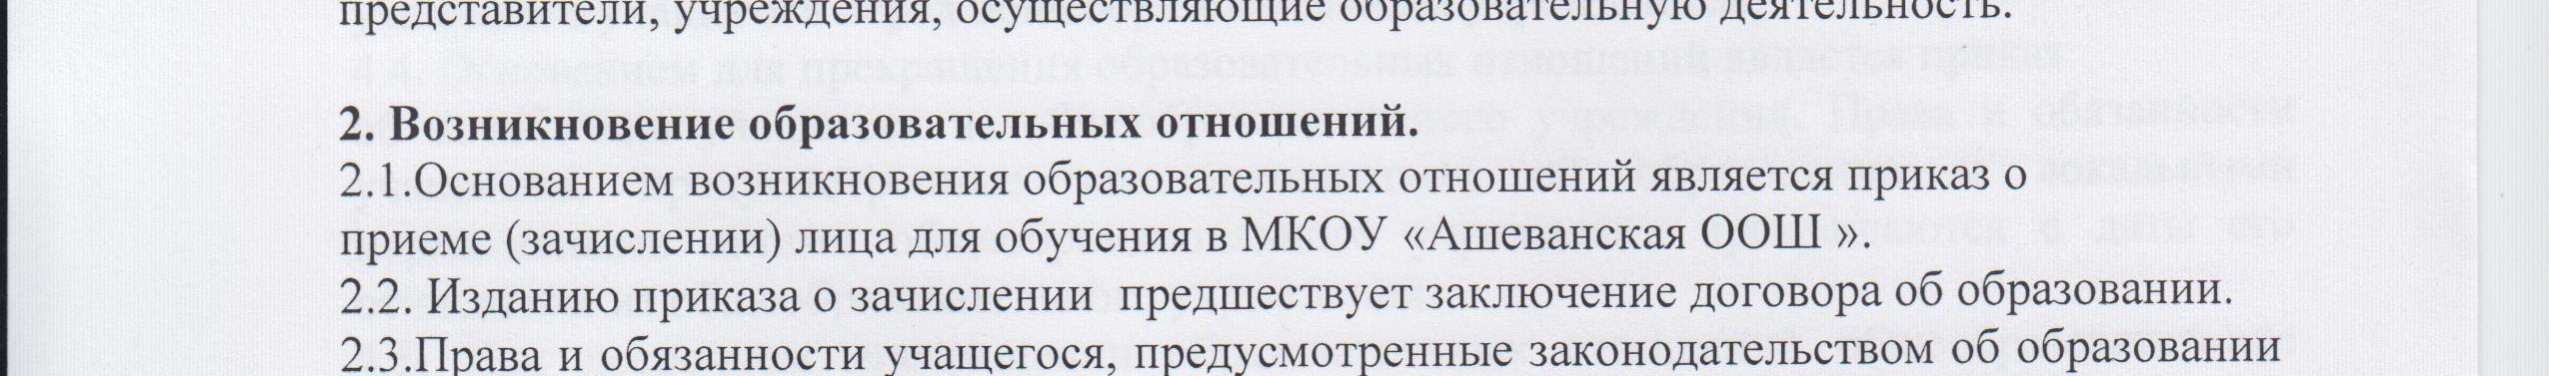 представители, учреждения, осуществляющие образовательную деятельность.
2. Возникновение образовательных отношений.
2.1.Основанием возникновения образовательных отношений является приказ о
приеме (зачислении) лица для обучения в МКОУ «Ашеванская ООШ ».
2.2. Изданию приказа о зачислении  предшествует заключение договора об образовании.
2.3.Права и обязанности учащегося, предусмотренные законодательством об образовании